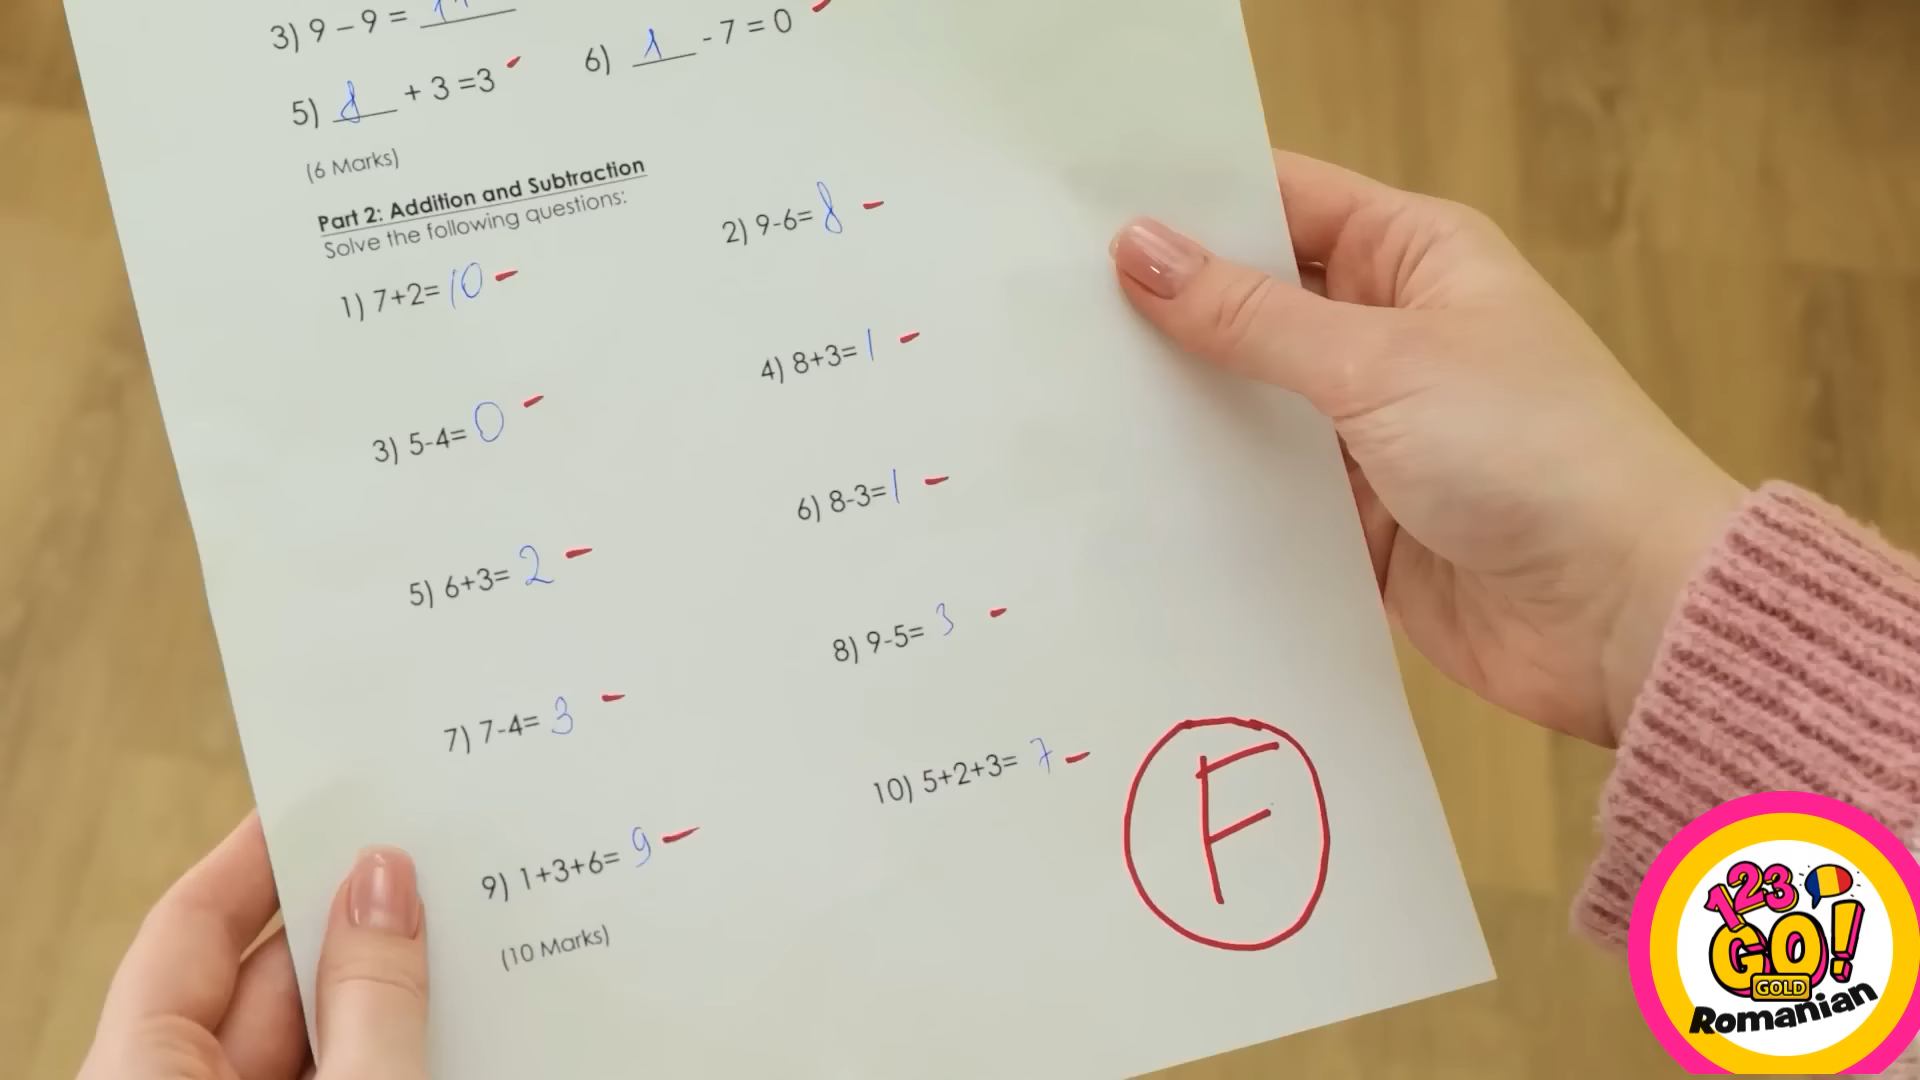 3) 9 – 9 =
5) 8 + 3 =3
6) 1 - 7 = 0
(6 Marks)
Part 2: Addition and Subtraction
Solve the following questions:
1) 7+2= 10
2) 9-6= 8
3) 5-4= 0
4) 8+3= 1
5) 6+3= 2
6) 8-3= 1
7) 7-4= 3
8) 9-5= 3
9) 1+3+6= 9
10) 5+2+3= 7
(10 Marks)
F
123
GO!
GOLD
Romanian